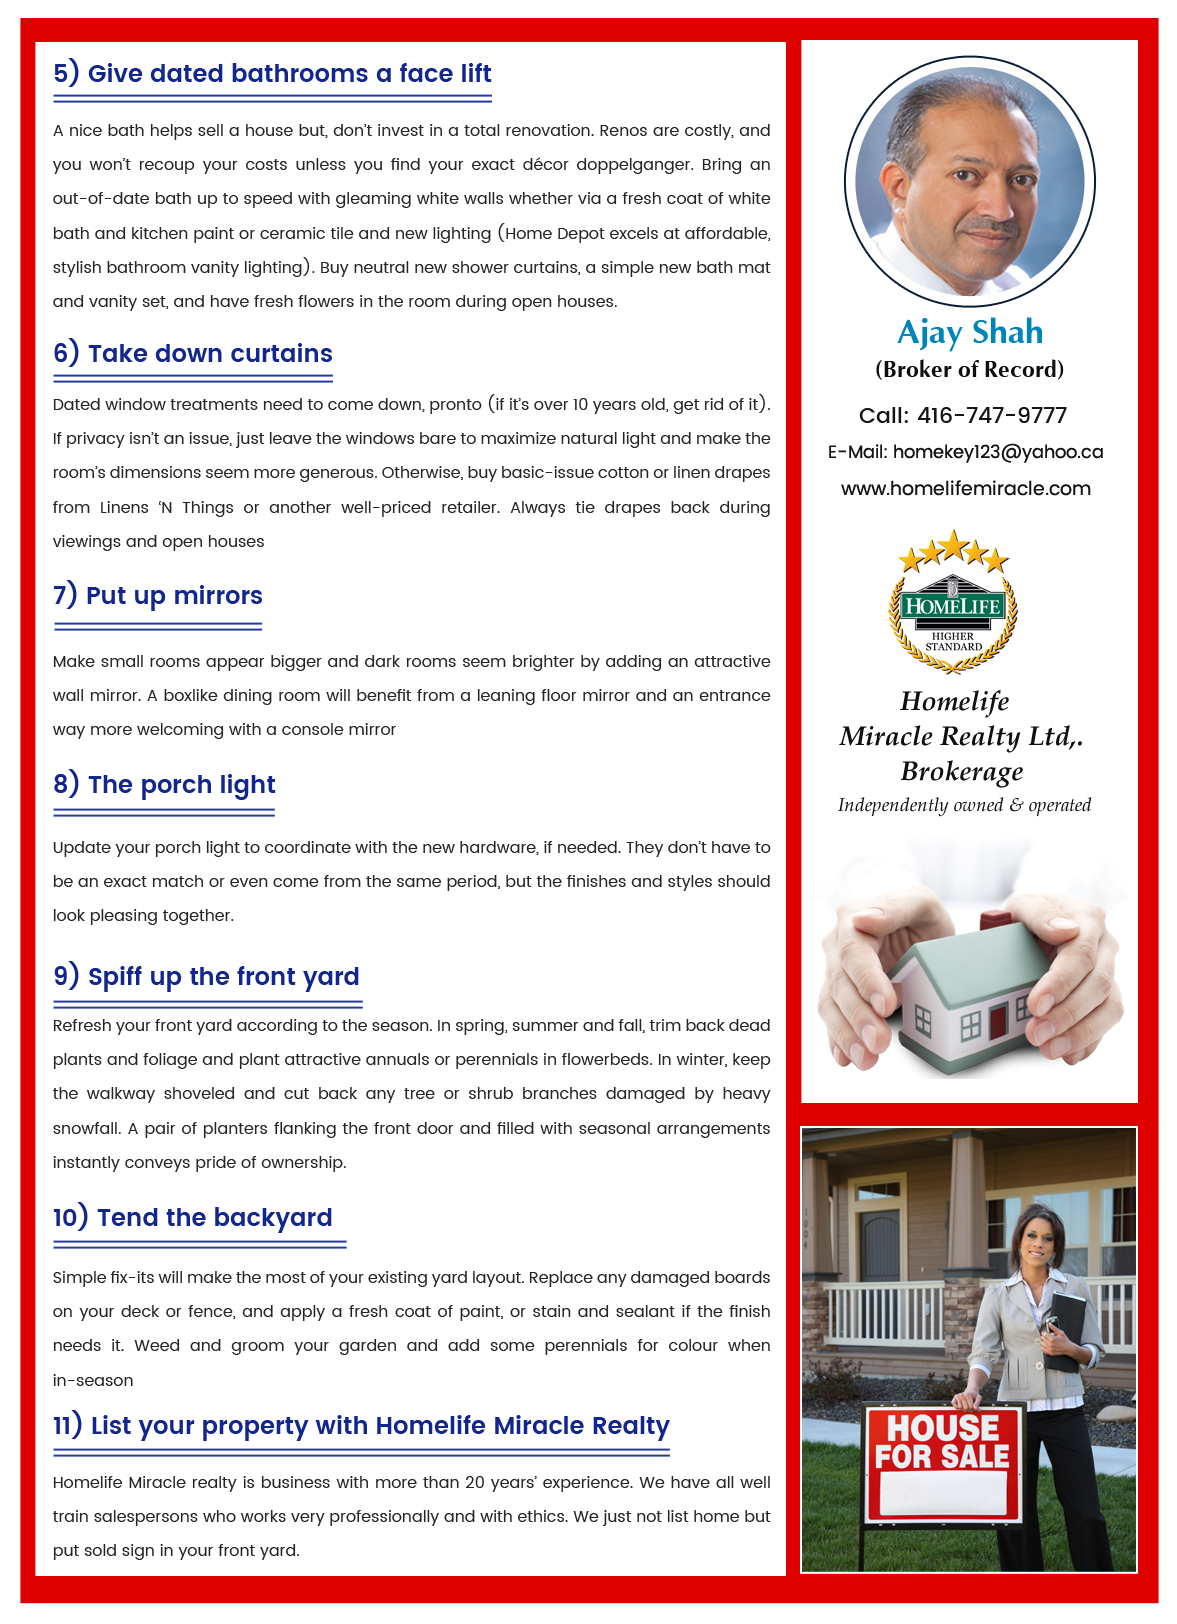 5) Give dated bathrooms a face lift
A nice bath helps sell a house but, don't invest in a total renovation. Renos are costly, and
you won't recoup your costs unless you find your exact décor doppelganger. Bring an
out-of-date bath up to speed with gleaming white walls whether via a fresh coat of white
bath and kitchen paint or ceramic tile and new lighting (Home Depot excels at affordable,
stylish bathroom vanity lighting). Buy neutral new shower curtains, a simple new bath mat
and vanity set, and have fresh flowers in the room during open houses.
6) Take down curtains
Dated window treatments need to come down, pronto (if it's over 10 years old, get rid of it).
If privacy isn't an issue, just leave the windows bare to maximize natural light and make the
room's dimensions seem more generous. Otherwise, buy basic-issue cotton or linen drapes
from Linens 'N Things or another well-priced retailer. Always tie drapes back during
viewings and open houses
7) Put up mirrors
Make small rooms appear bigger and dark rooms seem brighter by adding an attractive
wall mirror. A boxlike dining room will benefit from a leaning floor mirror and an entrance
way more welcoming with a console mirror
8) The porch light
Update your porch light to coordinate with the new hardware, if needed. They don't have to
be an exact match or even come from the same period, but the finishes and styles should
look pleasing together.
9) Spiff up the front yard
Refresh your front yard according to the season. In spring, summer and fall, trim back dead
plants and foliage and plant attractive annuals or perennials in flowerbeds. In winter, keep
the walkway shoveled and cut back any tree or shrub branches damaged by heavy
snowfall. A pair of planters flanking the front door and filled with seasonal arrangements
instantly conveys pride of ownership.
10) Tend the backyard
Simple fix-its will make the most of your existing yard layout. Replace any damaged boards
on your deck or fence, and apply a fresh coat of paint, or stain and sealant if the finish
needs it. Weed and groom your garden and add some perennials for colour when
in-season
11) List your property with Homelife Miracle Realty
Homelife Miracle realty is business with more than 20 years' experience. We have all well
train salespersons who works very professionally and with ethics. We just not list home but
put sold sign in your front yard.
Ajay Shah
(Broker of Record)
Call: 416-747-9777
E-Mail: homekey123@yahoo.ca
www.homelifemiracle.com
HOMELIFE
HIGHER
STANDARD
Homelife
Miracle Realty Ltd,.
Brokerage
Independently owned & operated
1004
HOUSE
FOR SALE